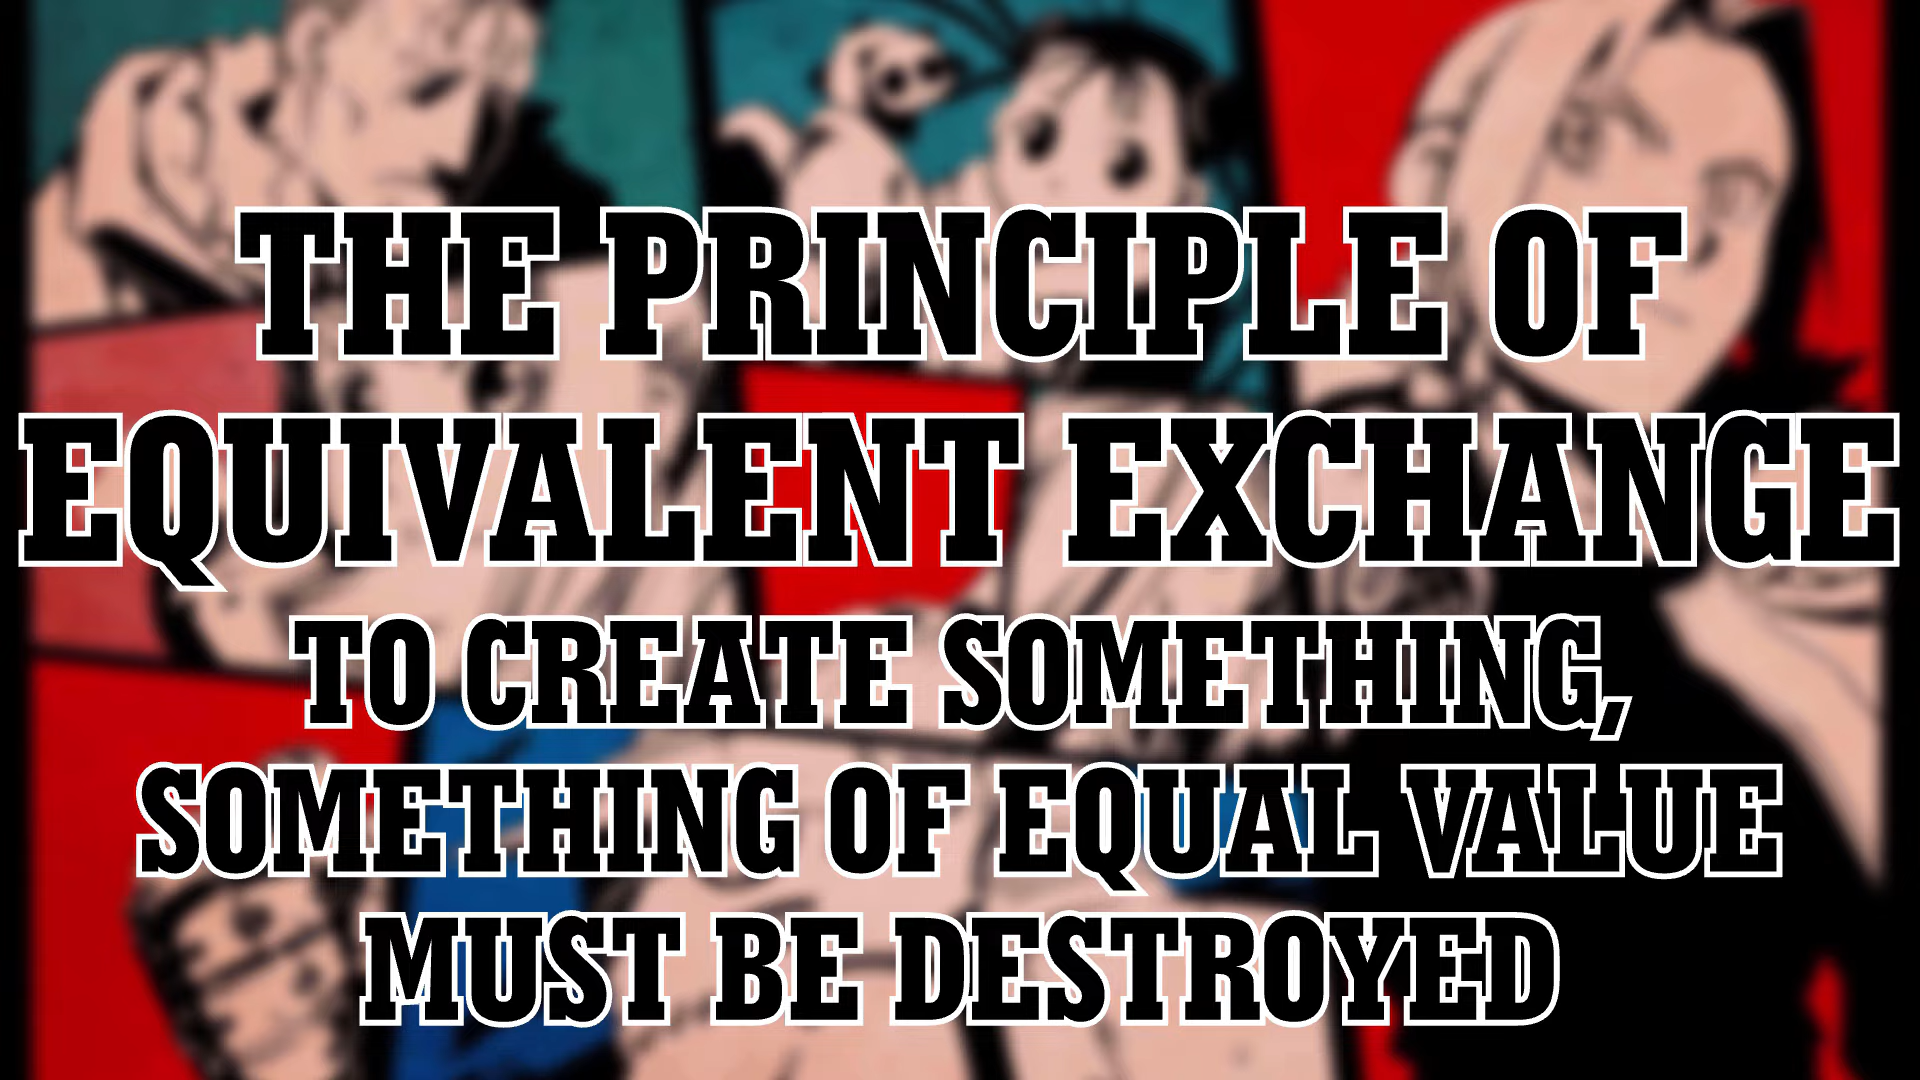 THE PRINCIPLE OF
EQUIVALENT EXCHANGE
TO CREATE SOMETHING,
SOMETHING OF EQUAL VALUE
MUST BE DESTROYED